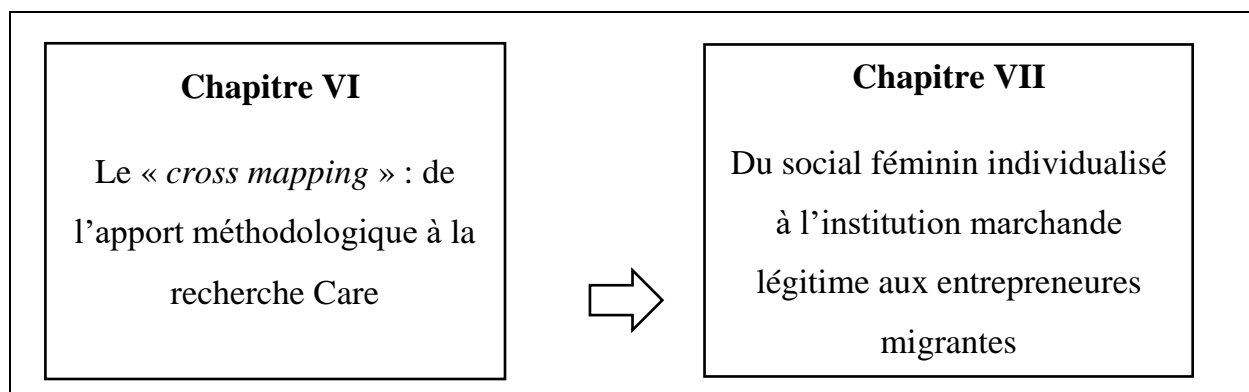 Chapitre VI
Le « cross mapping » : de
l’apport méthodologique à la
recherche Care
Chapitre VII
Du social féminin individualisé
à l’institution marchande
légitime aux entrepreneures
migrantes